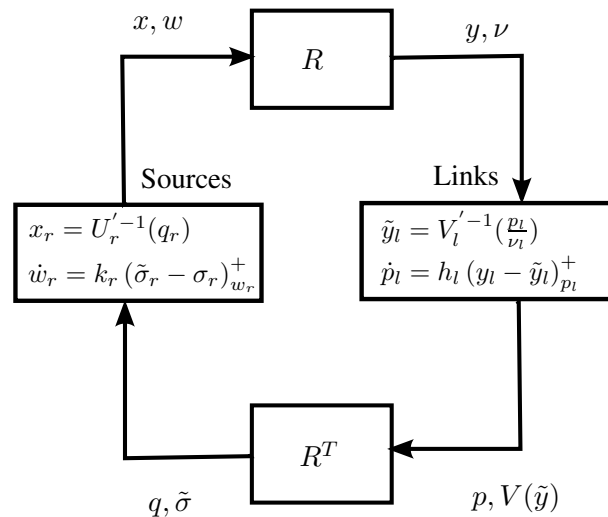 x, w
y, ν
R
Sources
Links
x_r = U_r^{'-1}(q_r)
ẇ_r = k_r (σ̃_r − σ_r)^+_{w_r}
ỹ_l = V_l^{'-1}(p_l/ν_l)
ṗ_l = h_l (y_l − ỹ_l)^+_{p_l}
R^T
q, σ̃
p, V(ỹ)